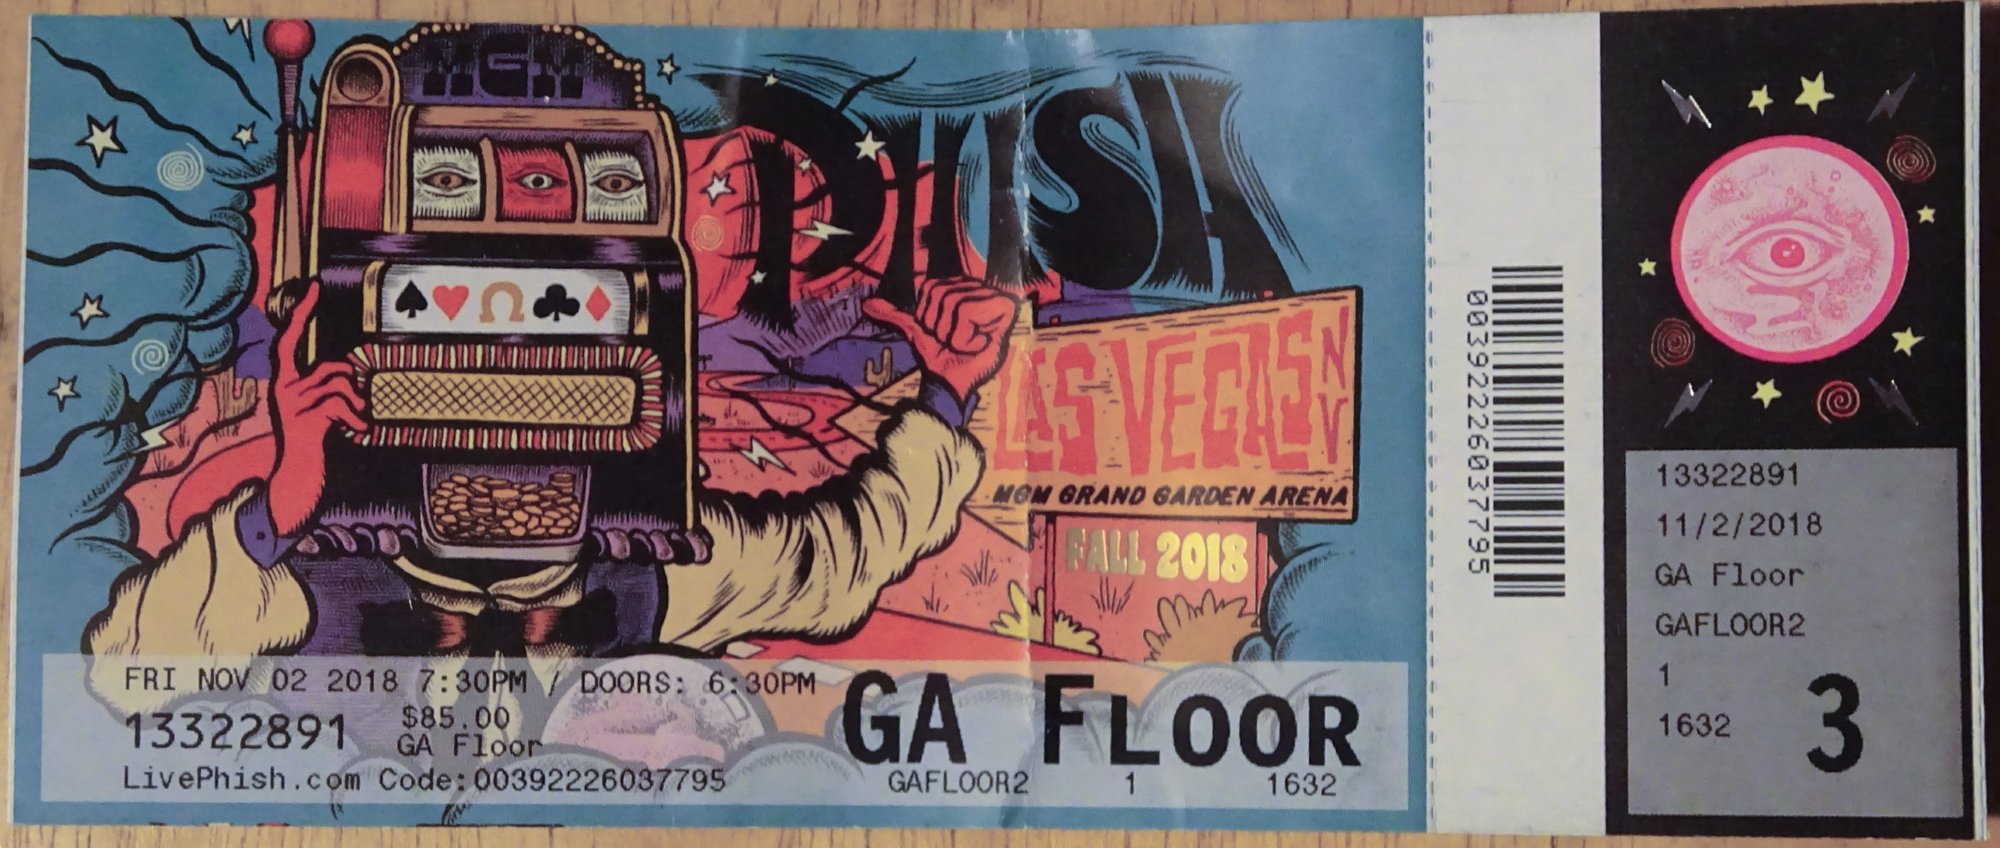 MGM
PHISH
LAS VEGAS NV
MGM GRAND GARDEN ARENA
FALL 2018
FRI NOV 02 2018 7:30PM / DOORS: 6:30PM
13322891
$85.00
GA Floor
LivePhish.com Code:00392226037795
GA FLOOR
GAFLOOR2 1 1632
00392226037795
13322891
11/2/2018
GA Floor
GAFLOOR2
1
1632
3